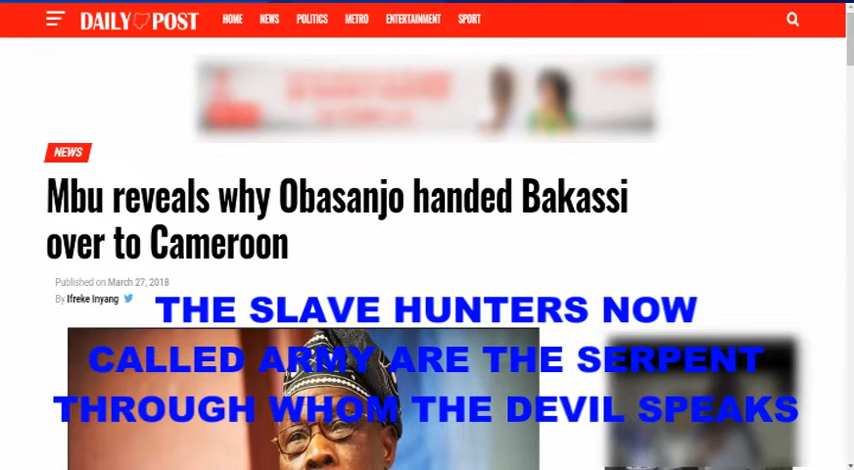 DAILY POST
HOME NEWS POLITICS METRO ENTERTAINMENT SPORT
NEWS
Mbu reveals why Obasanjo handed Bakassi
over to Cameroon
Published on March 27, 2018
By Ifreke Inyang
THE SLAVE HUNTERS NOW
CALLED ARMY ARE THE SERPENT
THROUGH WHOM THE DEVIL SPEAKS